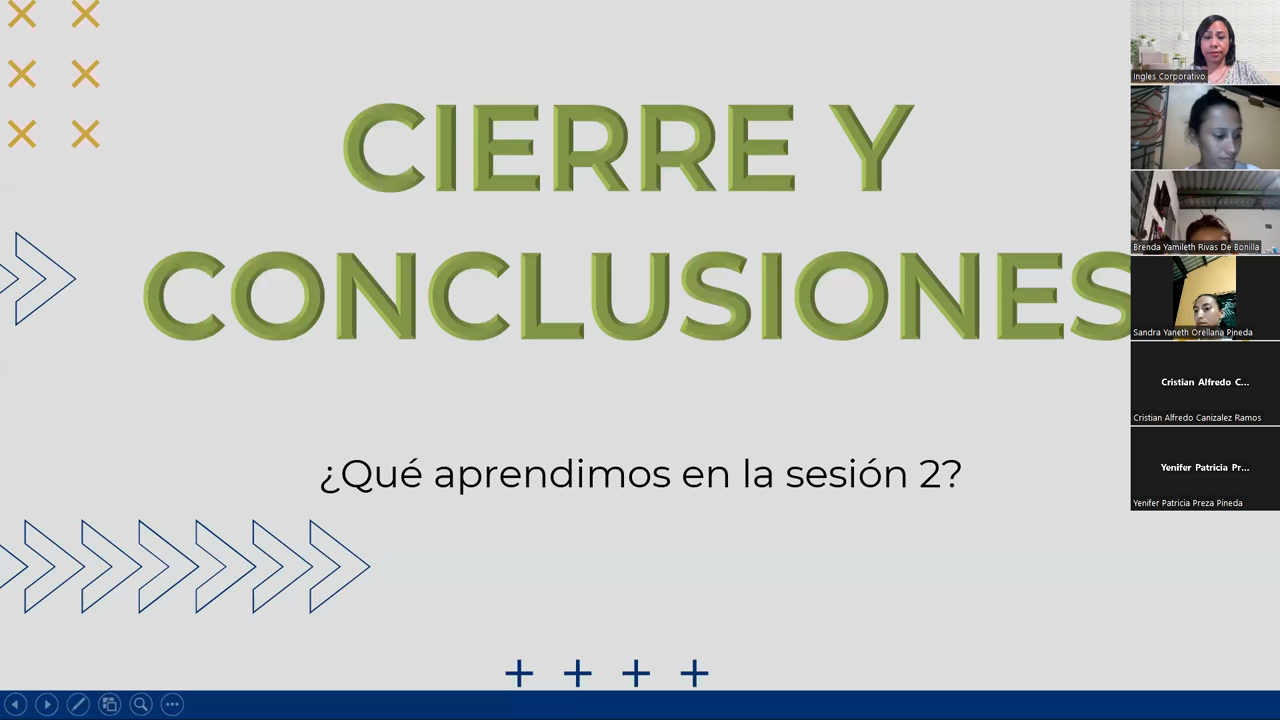 CIERRE Y
CONCLUSIONES
¿Qué aprendimos en la sesión 2?
Ingles Corporativo
Brenda Yamileth Rivas De Bonilla
Sandra Yaneth Orellana Pineda
Cristian Alfredo C...
Cristian Alfredo Canizalez Ramos
Yenifer Patricia Pr...
Yenifer Patricia Preza Pineda